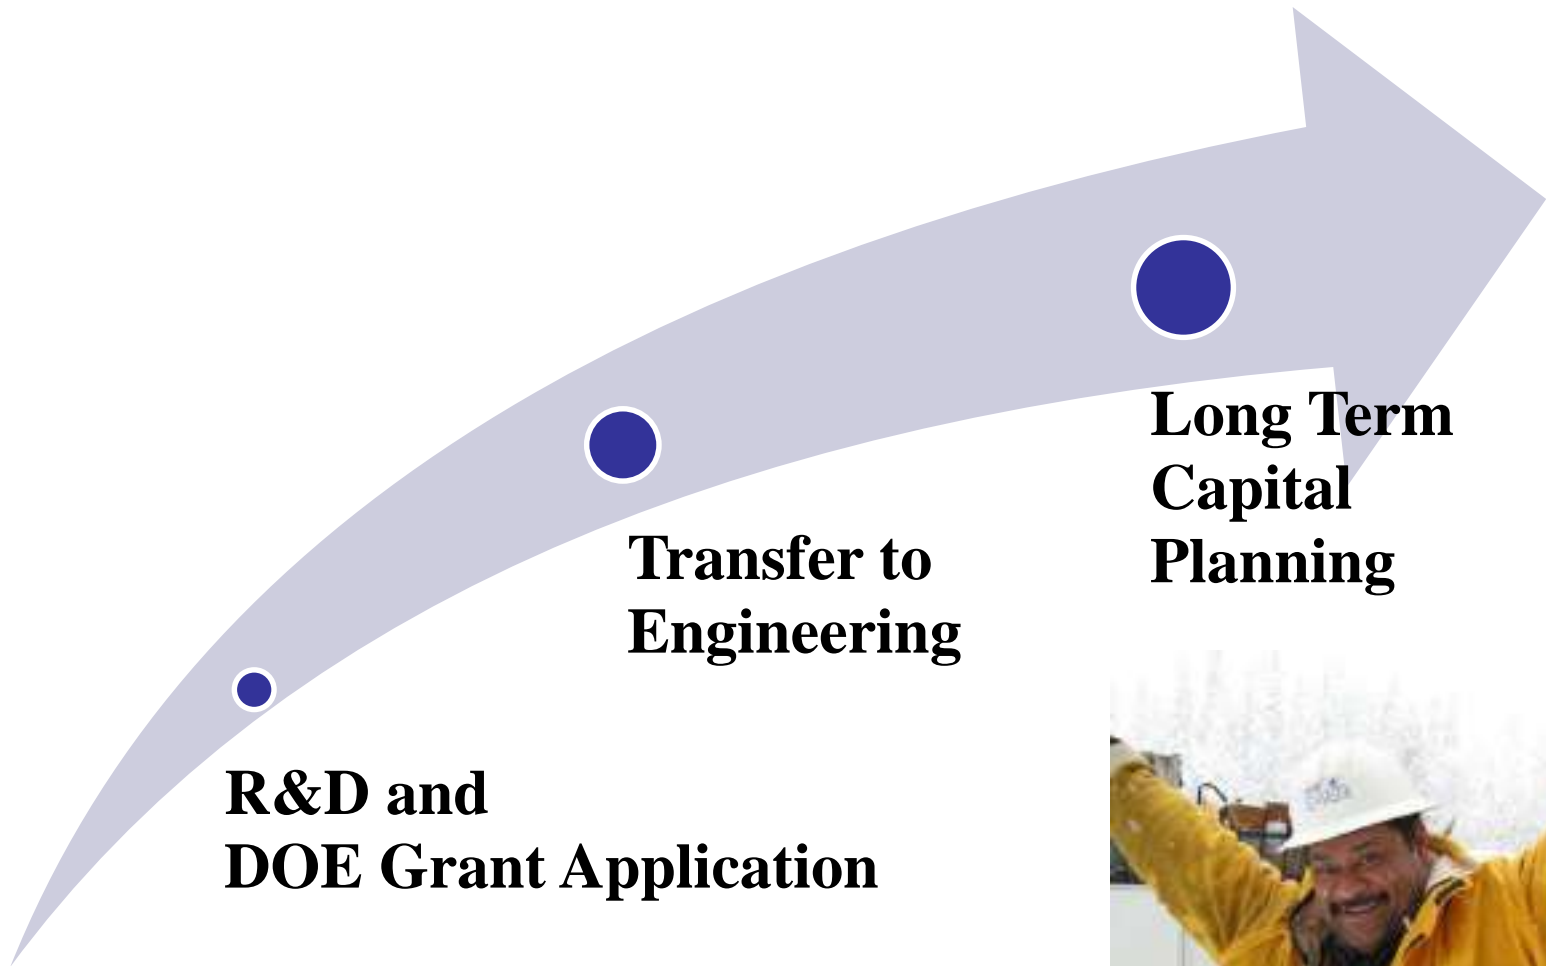 Long Term
Capital
Planning
Transfer to
Engineering
R&D and
DOE Grant Application